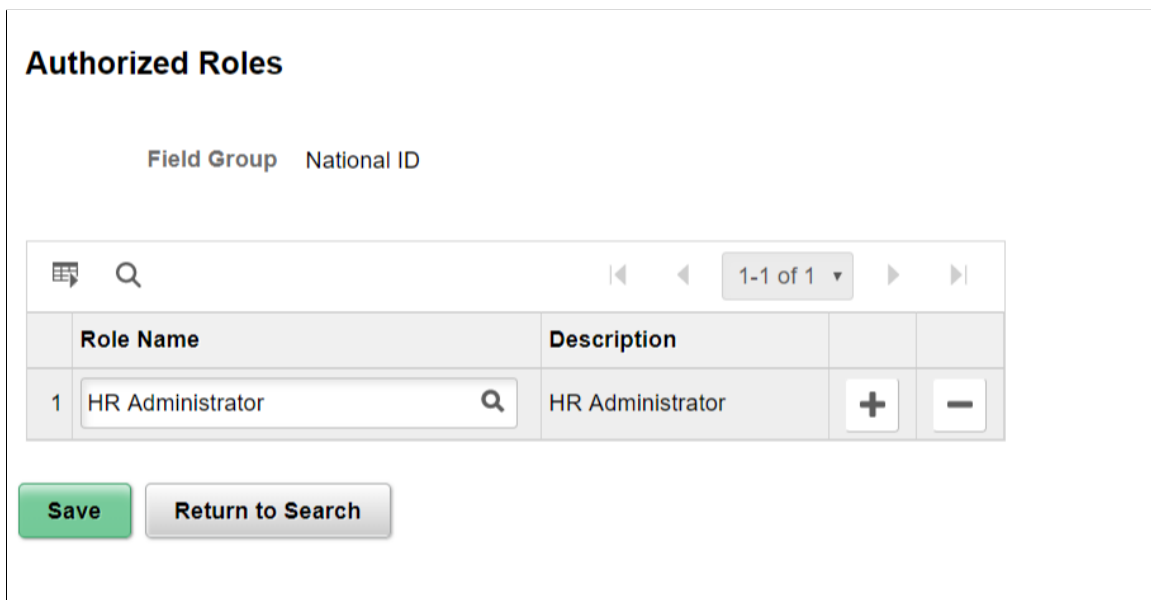 Authorized Roles
Field Group National ID
1-1 of 1
Role Name Description
1 HR Administrator HR Administrator
Save Return to Search